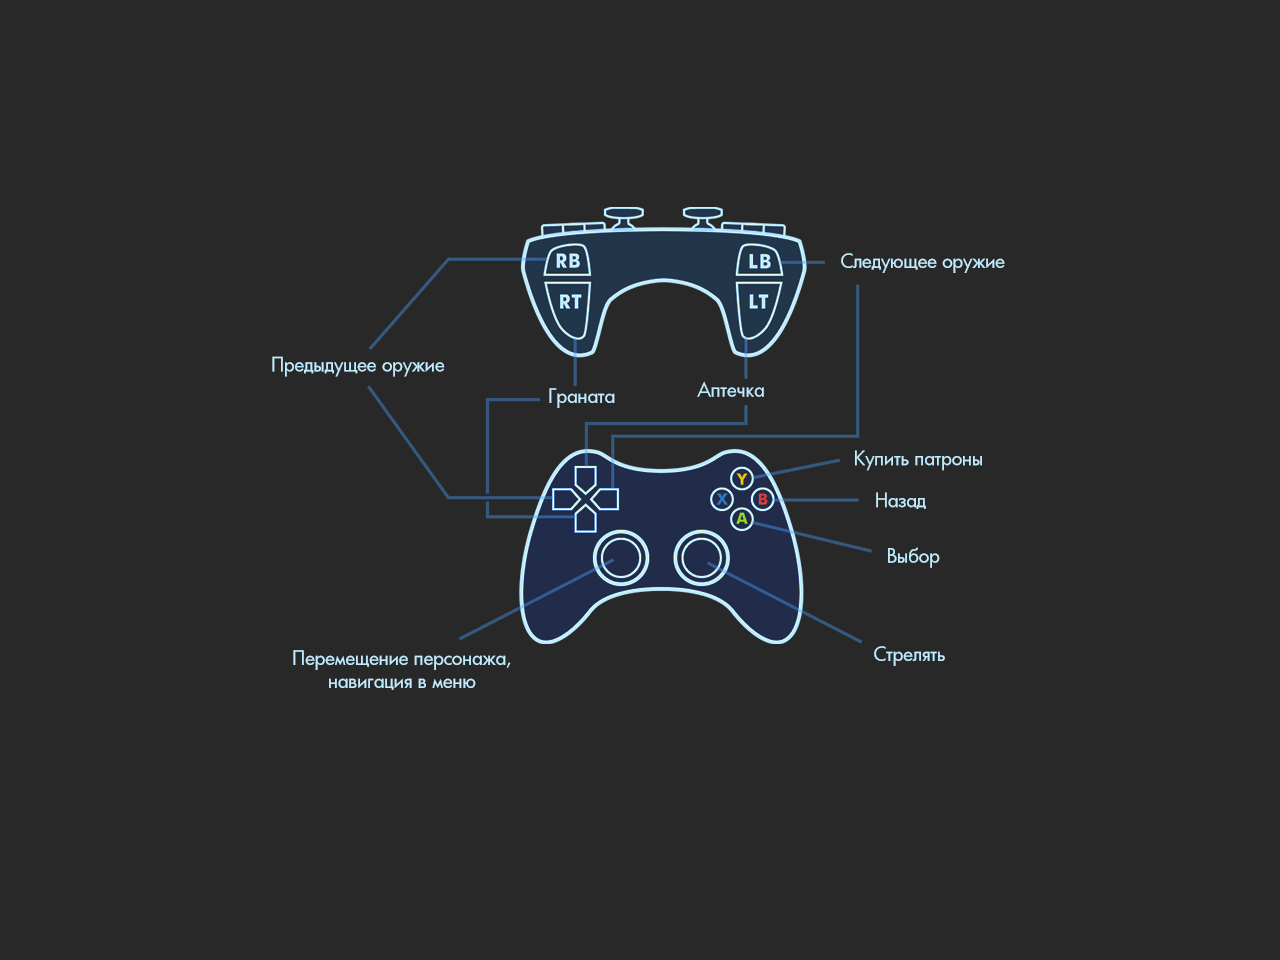 RB
LB
Следующее оружие
RT
LT
Предыдущее оружие
Граната
Аптечка
Купить патроны
Y
X
B
Назад
A
Выбор
Перемещение персонажа,
навигация в меню
Стрелять